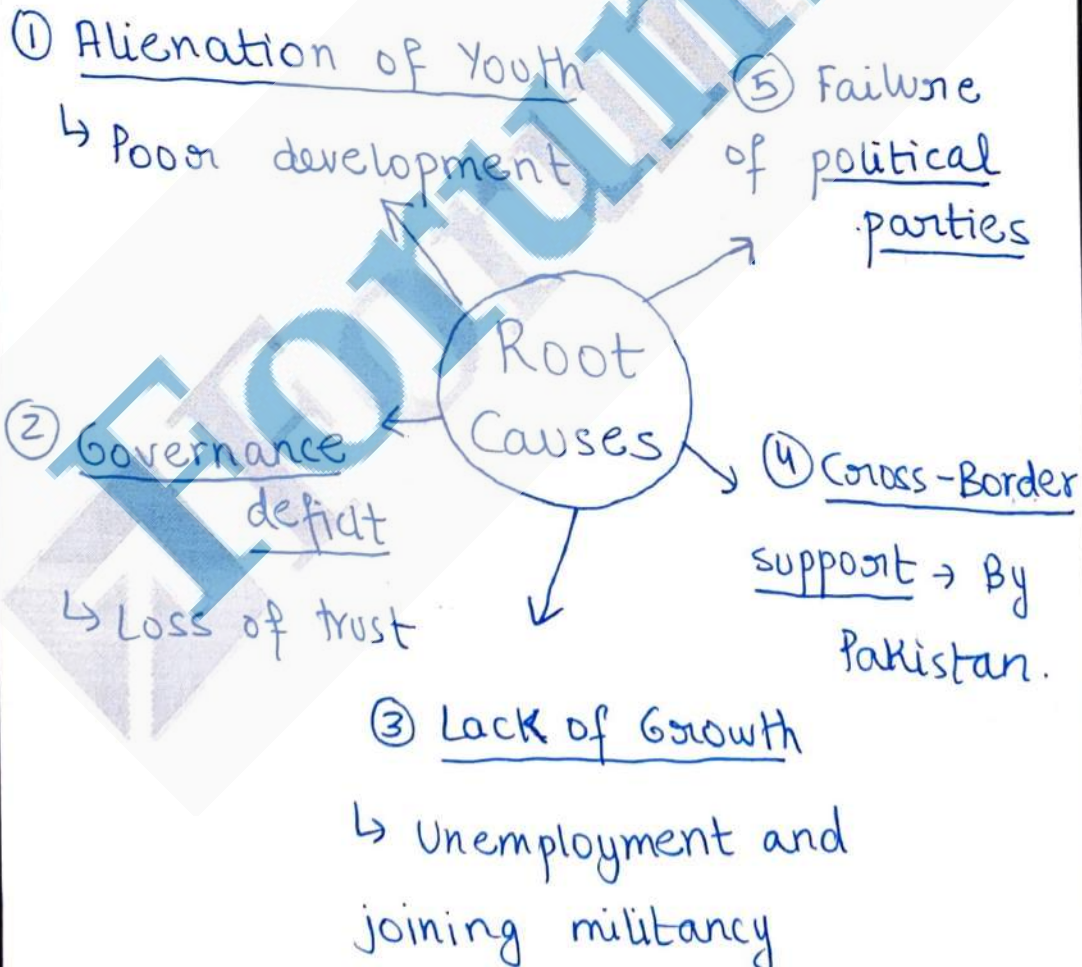 ① Alienation of Youth
↳ Poor development
⑤ Failure
of political
parties
Root
Causes
② Governance
deficit
↳ Loss of trust
④ Cross-Border
support → By
Pakistan.
③ Lack of Growth
↳ Unemployment and
joining militancy
Forum